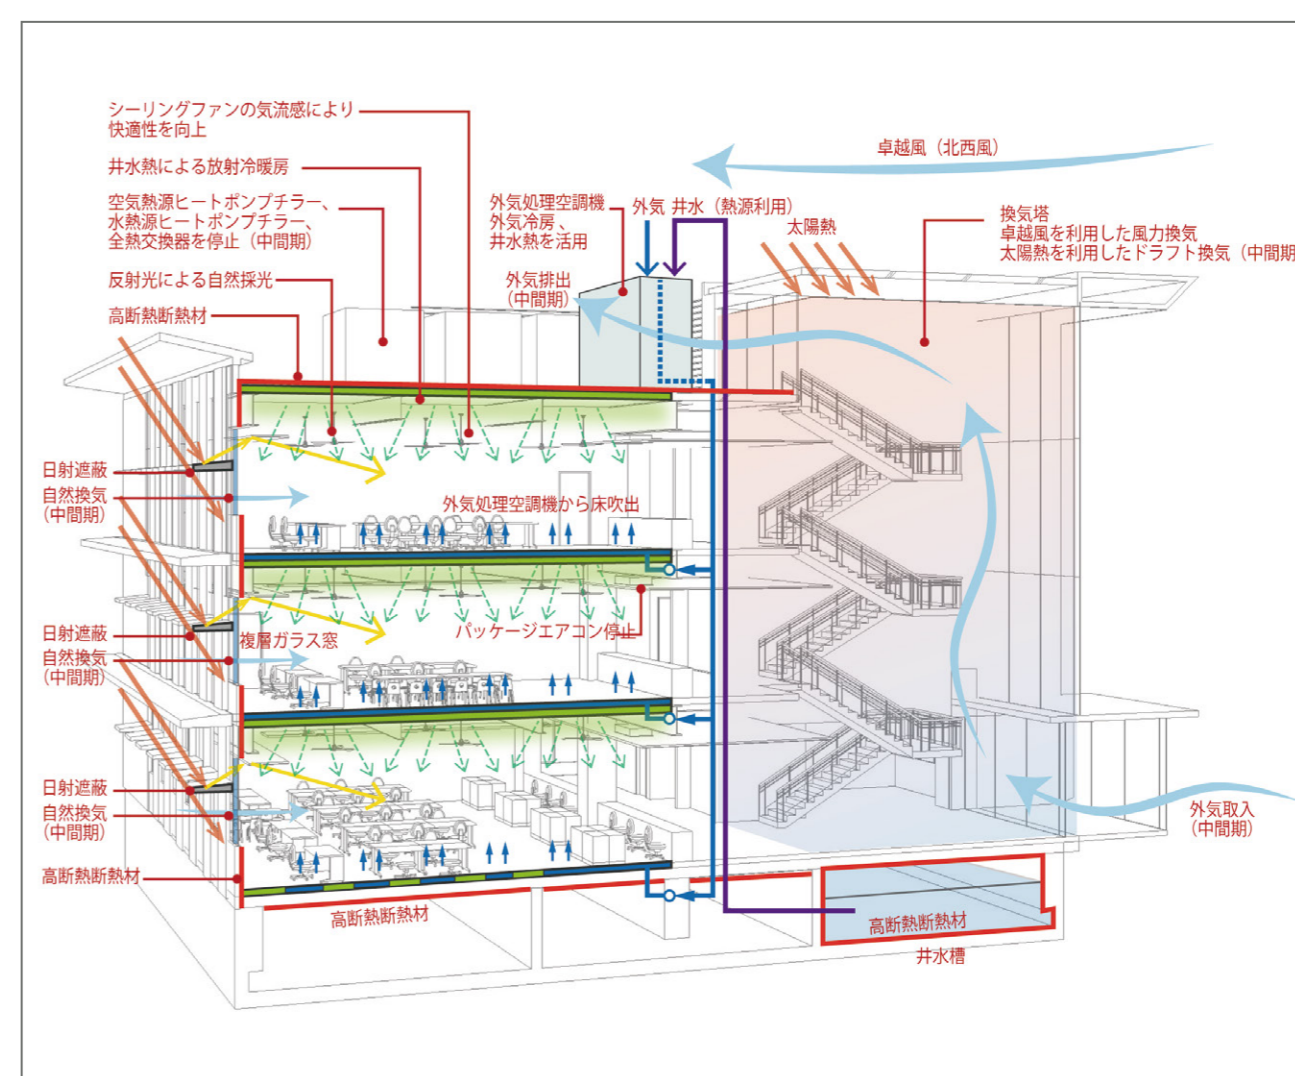 シーリングファンの気流感により
快適性を向上
井水熱による放射冷暖房
空気熱源ヒートポンプチラー、
水熱源ヒートポンプチラー、
全熱交換器を停止（中間期）
反射光による自然採光
高断熱断熱材
外気処理空調機
外気冷房、
井水熱を活用
外気排出
（中間期）
外気 井水（熱源利用）
太陽熱
卓越風（北西風）
換気塔
卓越風を利用した風力換気
太陽熱を利用したドラフト換気（中間期
日射遮蔽
自然換気
（中間期）
外気処理空調機から床吹出
日射遮蔽
自然換気
（中間期）
複層ガラス窓
パッケージエアコン停止
日射遮蔽
自然換気
（中間期）
外気取入
（中間期）
高断熱断熱材
高断熱断熱材
高断熱断熱材
井水槽